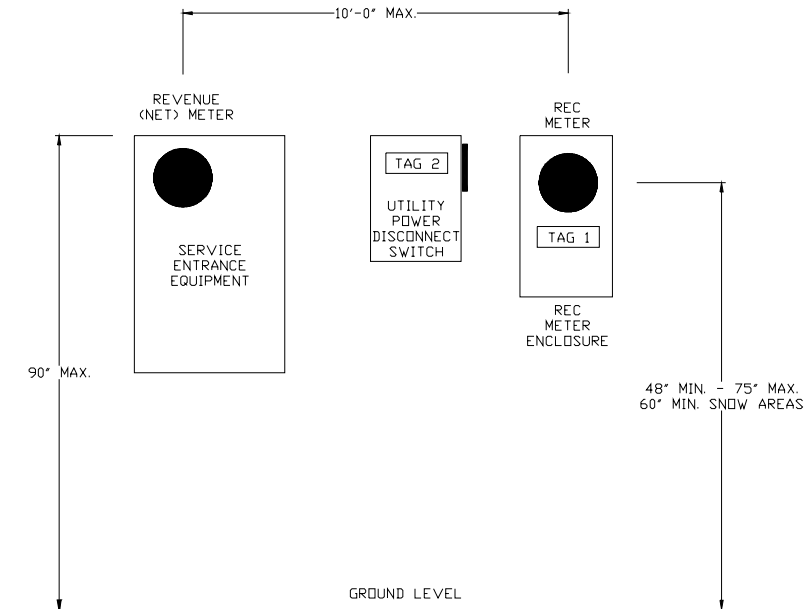 10'-0" MAX.
REVENUE
(NET) METER
REC
METER
TAG 2
UTILITY
POWER
DISCONNECT
SWITCH
TAG 1
SERVICE
ENTRANCE
EQUIPMENT
REC
METER
ENCLOSURE
90" MAX.
48" MIN. - 75" MAX.
60" MIN. SNOW AREAS
GROUND LEVEL